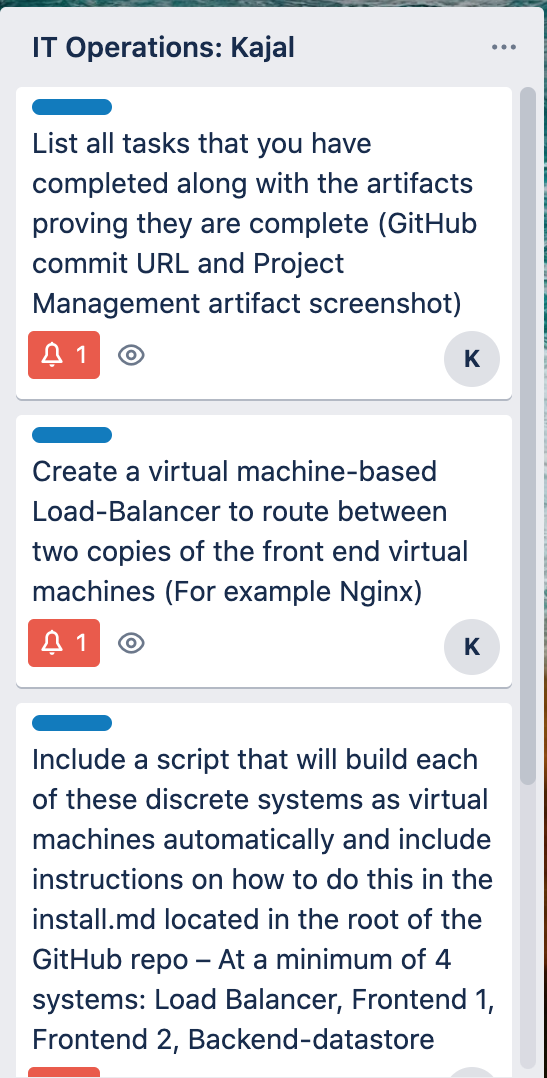 IT Operations: Kajal
List all tasks that you have
completed along with the artifacts
proving they are complete (GitHub
commit URL and Project
Management artifact screenshot)
1
K
Create a virtual machine-based
Load-Balancer to route between
two copies of the front end virtual
machines (For example Nginx)
1
K
Include a script that will build each
of these discrete systems as virtual
machines automatically and include
instructions on how to do this in the
install.md located in the root of the
GitHub repo – At a minimum of 4
systems: Load Balancer, Frontend 1,
Frontend 2, Backend-datastore